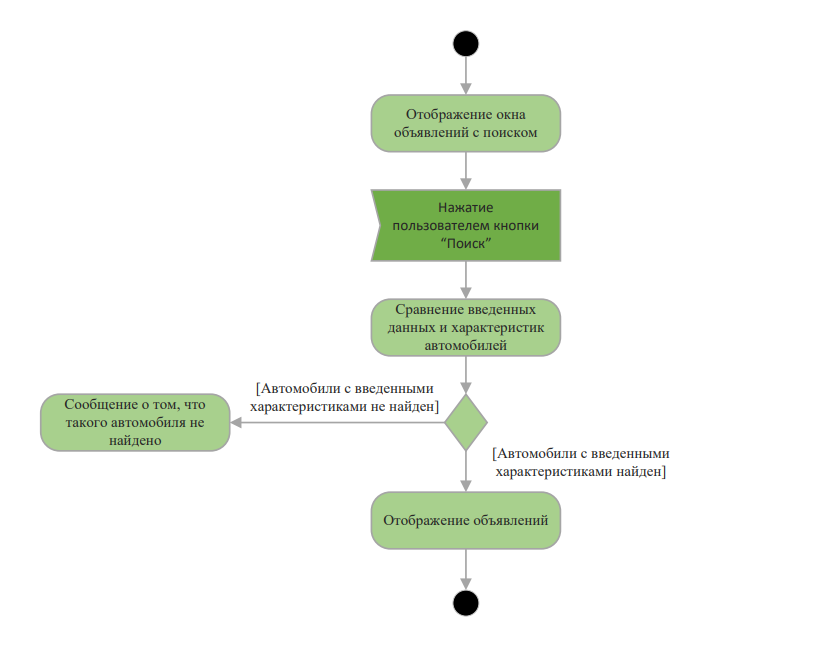 Отображение окна
объявлений с поиском
Нажатие
пользователем кнопки
“Поиск”
Сравнение введенных
данных и характеристик
автомобилей
[Автомобили с введенными
характеристиками не найден]
Сообщение о том, что
такого автомобиля не
найдено
[Автомобили с введенными
характеристиками найден]
Отображение объявлений